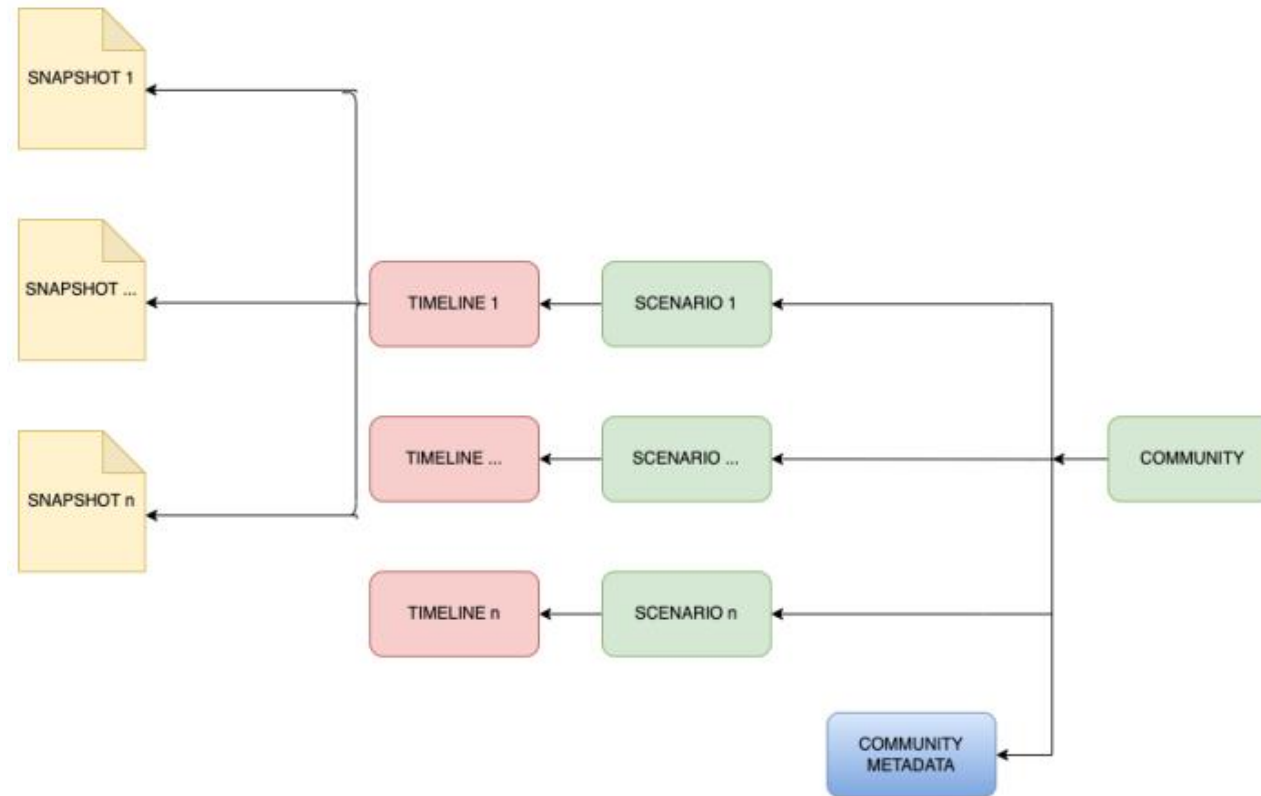 SNAPSHOT 1
SNAPSHOT ...
TIMELINE 1
SCENARIO 1
TIMELINE ...
SCENARIO ...
COMMUNITY
SNAPSHOT n
TIMELINE n
SCENARIO n
COMMUNITY
METADATA